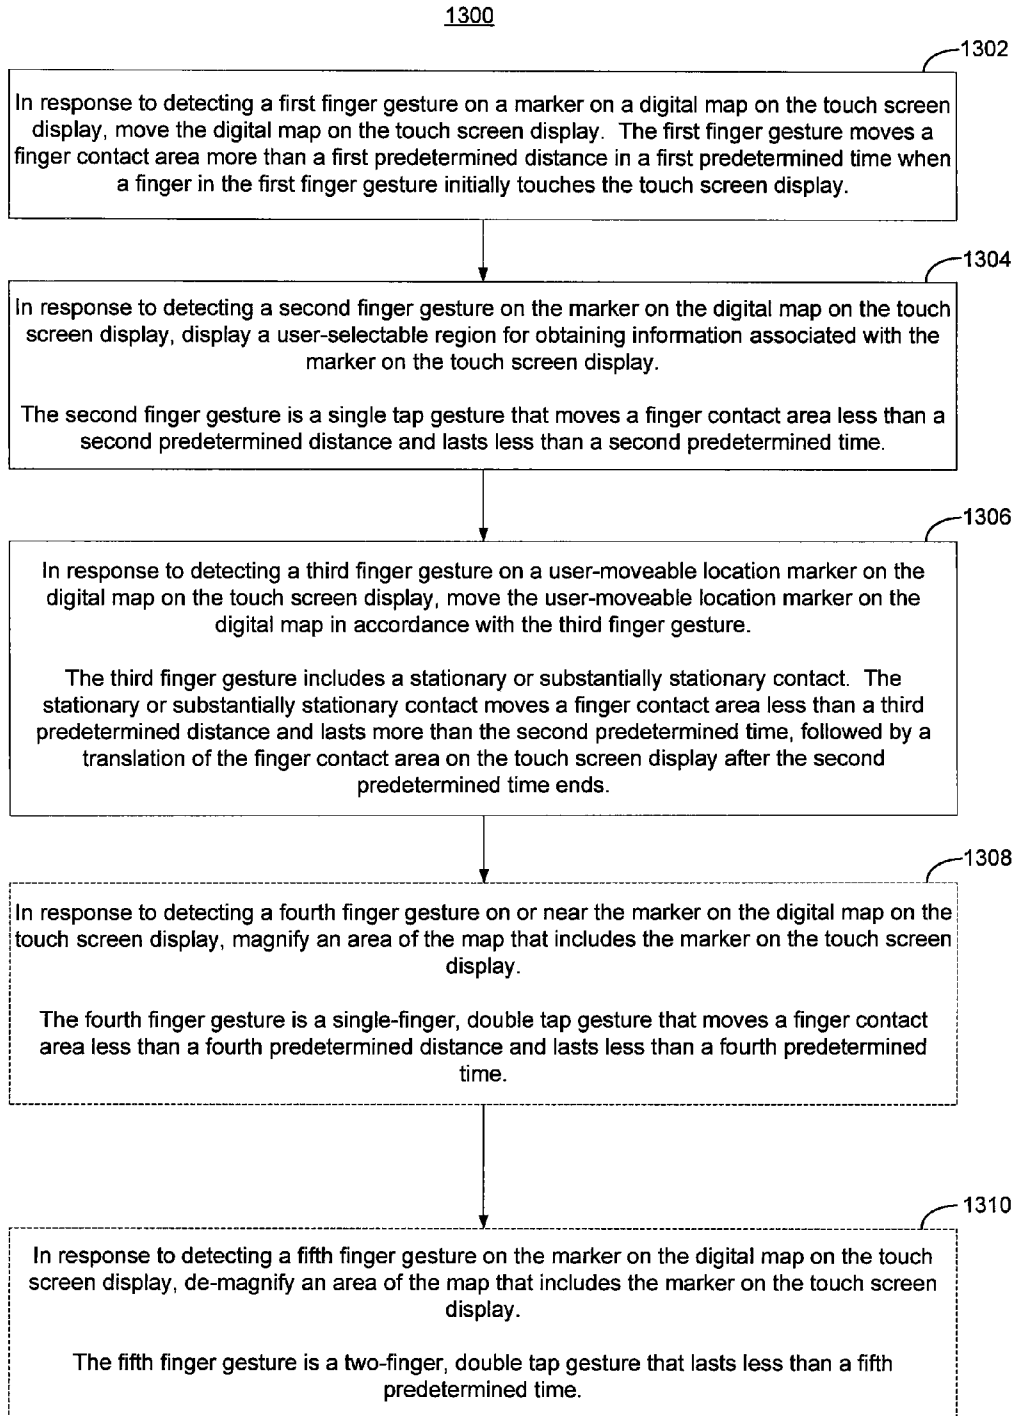 1300
1302
In response to detecting a first finger gesture on a marker on a digital map on the touch screen
display, move the digital map on the touch screen display. The first finger gesture moves a
finger contact area more than a first predetermined distance in a first predetermined time when
a finger in the first finger gesture initially touches the touch screen display.
1304
In response to detecting a second finger gesture on the marker on the digital map on the touch
screen display, display a user-selectable region for obtaining information associated with the
marker on the touch screen display.
The second finger gesture is a single tap gesture that moves a finger contact area less than a
second predetermined distance and lasts less than a second predetermined time.
1306
In response to detecting a third finger gesture on a user-moveable location marker on the
digital map on the touch screen display, move the user-moveable location marker on the
digital map in accordance with the third finger gesture.
The third finger gesture includes a stationary or substantially stationary contact. The
stationary or substantially stationary contact moves a finger contact area less than a third
predetermined distance and lasts more than the second predetermined time, followed by a
translation of the finger contact area on the touch screen display after the second
predetermined time ends.
1308
In response to detecting a fourth finger gesture on or near the marker on the digital map on the
touch screen display, magnify an area of the map that includes the marker on the touch screen
display.
The fourth finger gesture is a single-finger, double tap gesture that moves a finger contact
area less than a fourth predetermined distance and lasts less than a fourth predetermined
time.
1310
In response to detecting a fifth finger gesture on the marker on the digital map on the touch
screen display, de-magnify an area of the map that includes the marker on the touch screen
display.
The fifth finger gesture is a two-finger, double tap gesture that lasts less than a fifth
predetermined time.